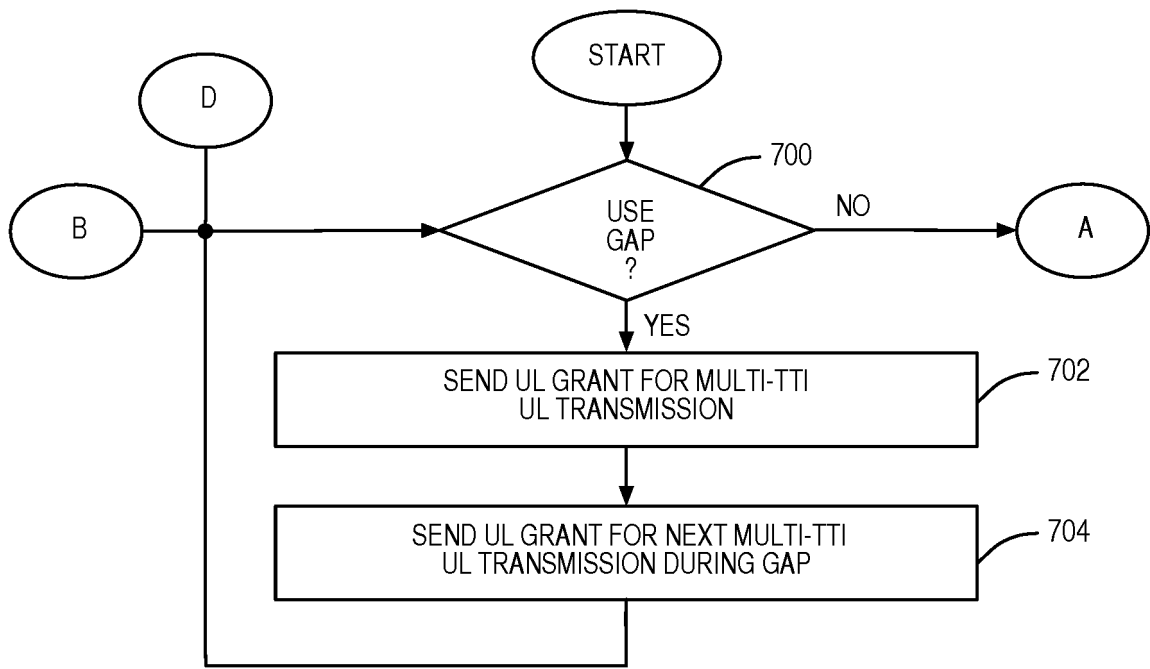 START
D
700
B
USE
GAP
?
NO
A
YES
SEND UL GRANT FOR MULTI-TTI
UL TRANSMISSION
702
SEND UL GRANT FOR NEXT MULTI-TTI
UL TRANSMISSION DURING GAP
704